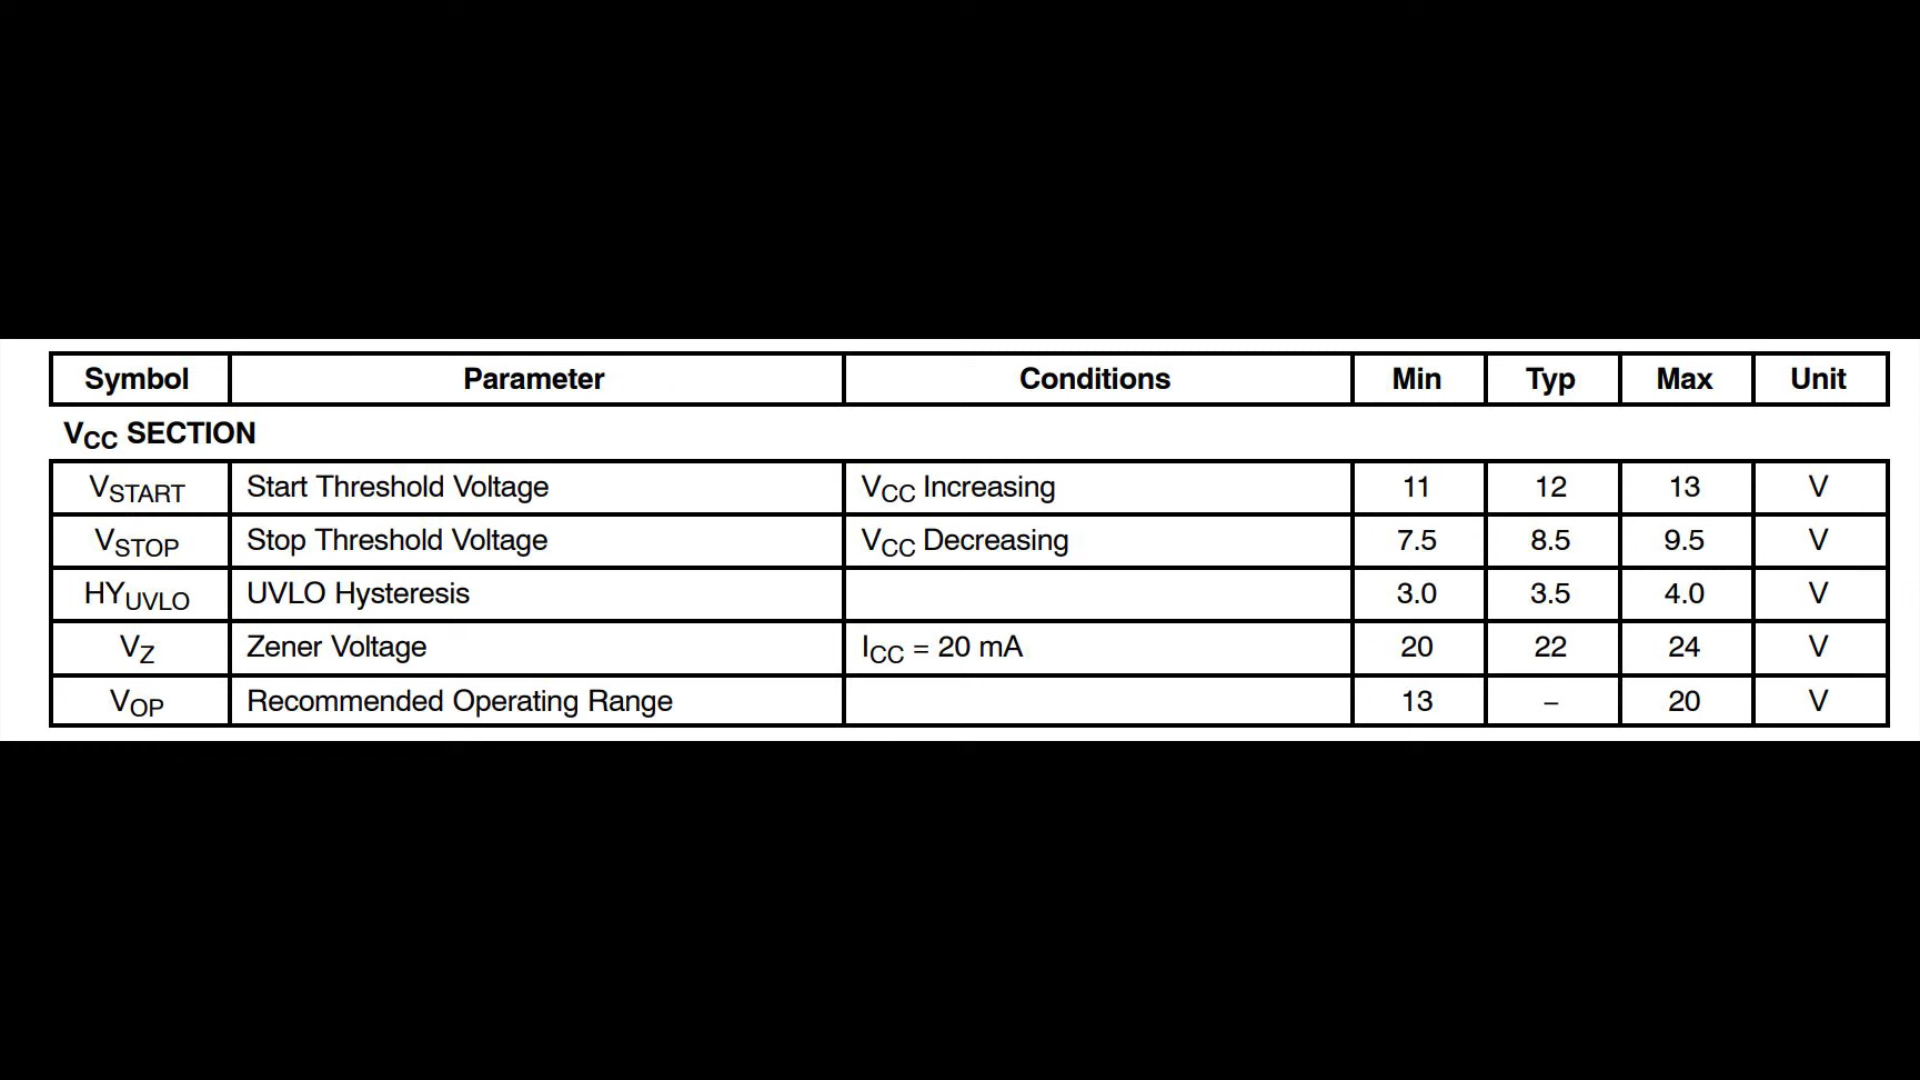 Symbol Parameter Conditions Min Typ Max Unit
VCC SECTION
VSTART Start Threshold Voltage VCC Increasing 11 12 13 V
VSTOP Stop Threshold Voltage VCC Decreasing 7.5 8.5 9.5 V
HYUVLO UVLO Hysteresis 3.0 3.5 4.0 V
VZ Zener Voltage ICC = 20 mA 20 22 24 V
VOP Recommended Operating Range 13 – 20 V